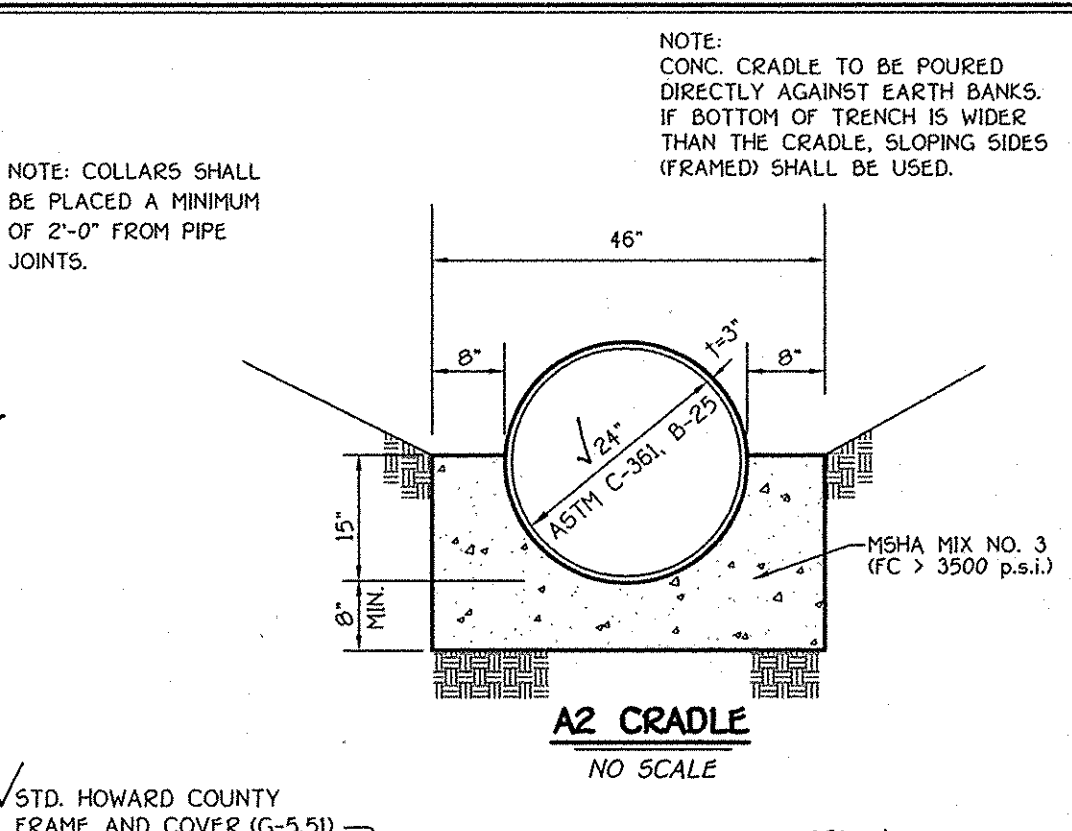 NOTE:
CONC. CRADLE TO BE POURED
DIRECTLY AGAINST EARTH BANKS.
IF BOTTOM OF TRENCH IS WIDER
THAN THE CRADLE, SLOPING SIDES
(FRAMED) SHALL BE USED.
NOTE: COLLARS SHALL
BE PLACED A MINIMUM
OF 2'-0" FROM PIPE
JOINTS.
46"
8"
t=3"
8"
√24"
ASTM C-361, B-25
15"
8"
MIN.
MSHA MIX NO. 3
(FC > 3500 p.s.i.)
A2 CRADLE
NO SCALE
√STD. HOWARD COUNTY
FRAME AND COVER (G-5.51)